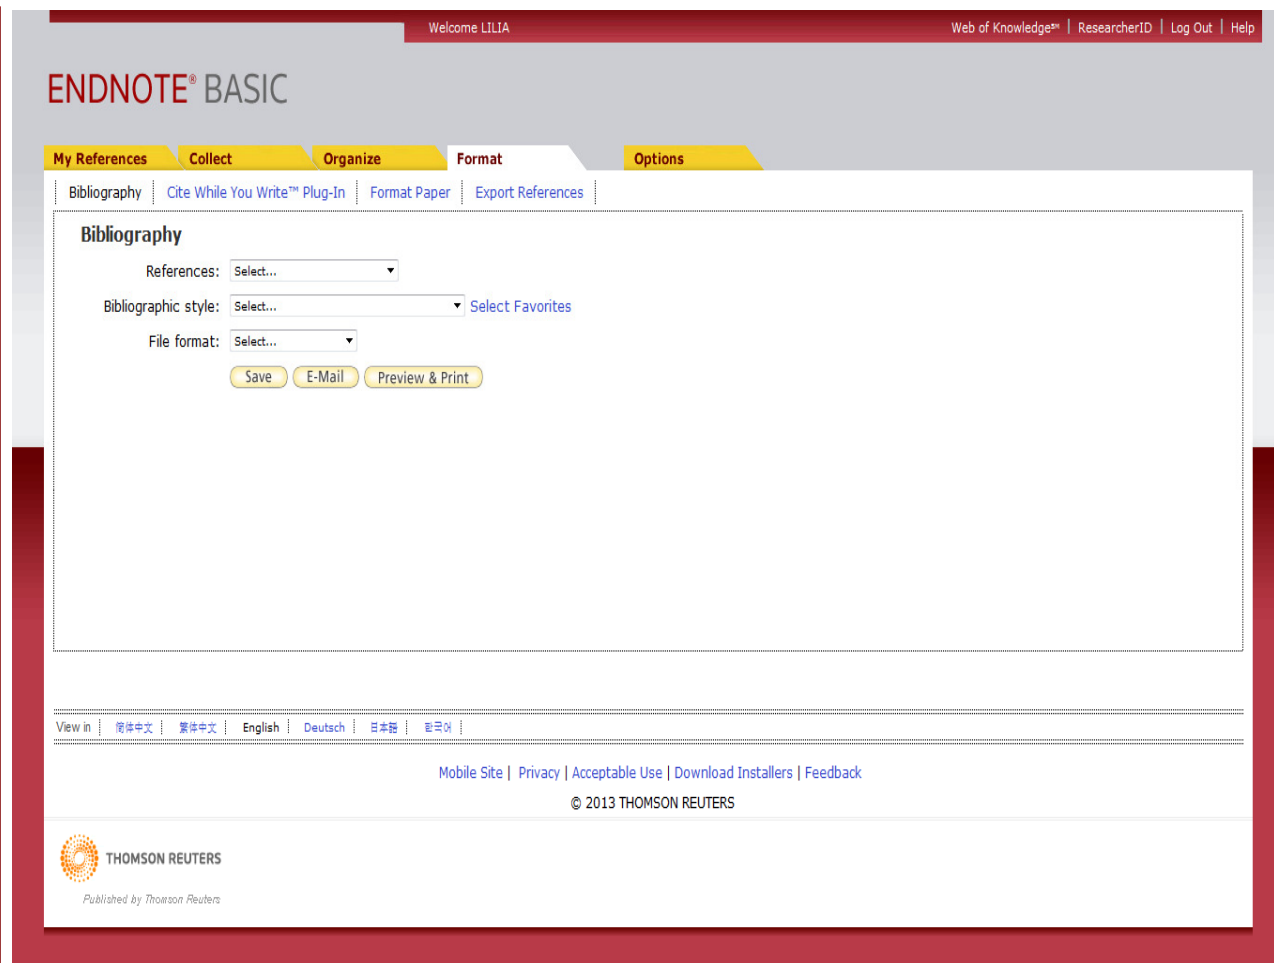 Welcome LILIA
Web of Knowledge℠ | ResearcherID | Log Out | Help
ENDNOTE® BASIC
My References Collect Organize Format Options
Bibliography Cite While You Write™ Plug-In Format Paper Export References
Bibliography
References: Select...
Bibliographic style: Select... Select Favorites
File format: Select...
Save E-Mail Preview & Print
View in 简体中文 繁体中文 English Deutsch 日本語 한국어
Mobile Site | Privacy | Acceptable Use | Download Installers | Feedback
© 2013 THOMSON REUTERS
THOMSON REUTERS
Published by Thomson Reuters